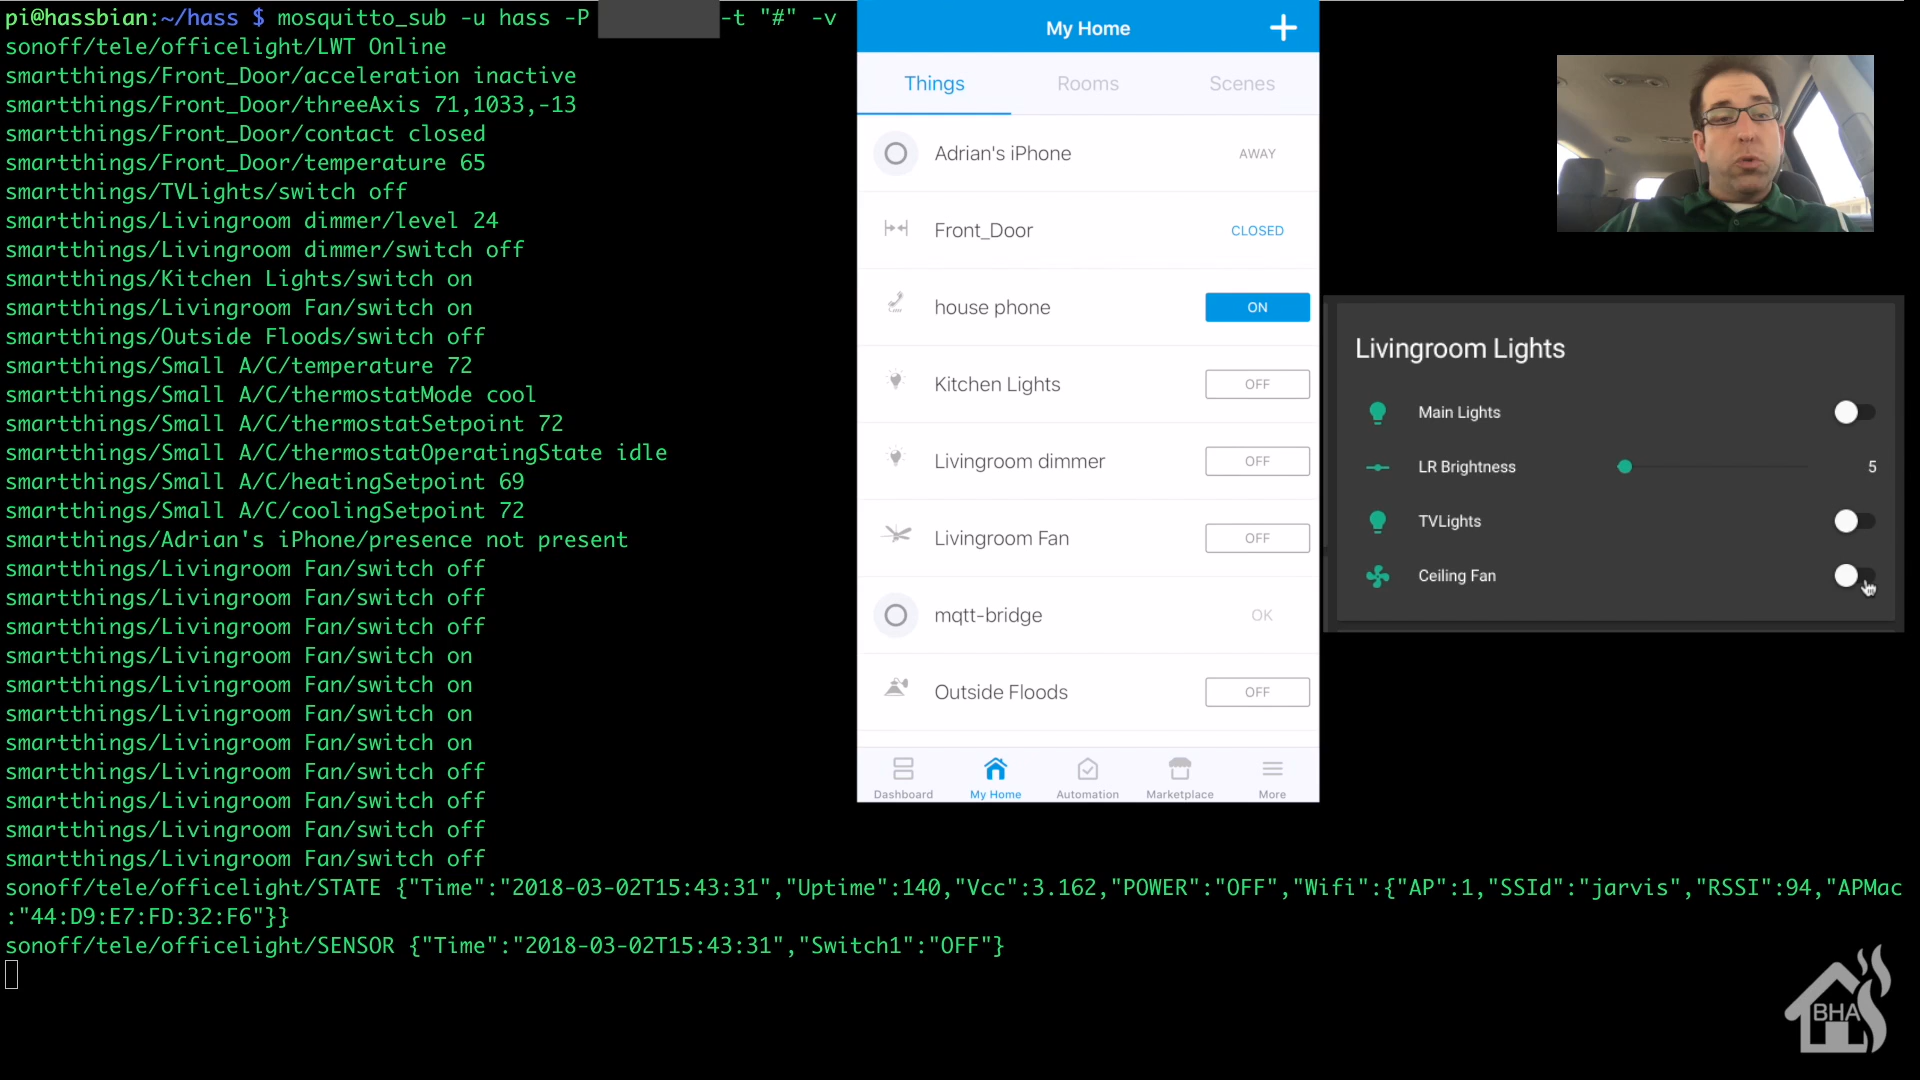 pi@hassbian:~/hass $ mosquitto_sub -u hass -P -t "#" -v
sonoff/tele/officelight/LWT Online
smartthings/Front_Door/acceleration inactive
smartthings/Front_Door/threeAxis 71,1033,-13
smartthings/Front_Door/contact closed
smartthings/Front_Door/temperature 65
smartthings/TVLights/switch off
smartthings/Livingroom dimmer/level 24
smartthings/Livingroom dimmer/switch off
smartthings/Kitchen Lights/switch on
smartthings/Livingroom Fan/switch on
smartthings/Outside Floods/switch off
smartthings/Small A/C/temperature 72
smartthings/Small A/C/thermostatMode cool
smartthings/Small A/C/thermostatSetpoint 72
smartthings/Small A/C/thermostatOperatingState idle
smartthings/Small A/C/heatingSetpoint 69
smartthings/Small A/C/coolingSetpoint 72
smartthings/Adrian's iPhone/presence not present
smartthings/Livingroom Fan/switch off
smartthings/Livingroom Fan/switch off
smartthings/Livingroom Fan/switch off
smartthings/Livingroom Fan/switch on
smartthings/Livingroom Fan/switch on
smartthings/Livingroom Fan/switch on
smartthings/Livingroom Fan/switch on
smartthings/Livingroom Fan/switch off
smartthings/Livingroom Fan/switch off
smartthings/Livingroom Fan/switch off
smartthings/Livingroom Fan/switch off
sonoff/tele/officelight/STATE {"Time":"2018-03-02T15:43:31","Uptime":140,"Vcc":3.162,"POWER":"OFF","Wifi":{"AP":1,"SSId":"jarvis","RSSI":94,"APMac
:"44:D9:E7:FD:32:F6"}}
sonoff/tele/officelight/SENSOR {"Time":"2018-03-02T15:43:31","Switch1":"OFF"}
My Home
Things Rooms Scenes
Adrian's iPhone AWAY
Front_Door CLOSED
house phone ON
Kitchen Lights OFF
Livingroom dimmer OFF
Livingroom Fan OFF
mqtt-bridge OK
Outside Floods OFF
Dashboard My Home Automation Marketplace More
Livingroom Lights
Main Lights
LR Brightness 5
TVLights
Ceiling Fan
BHA